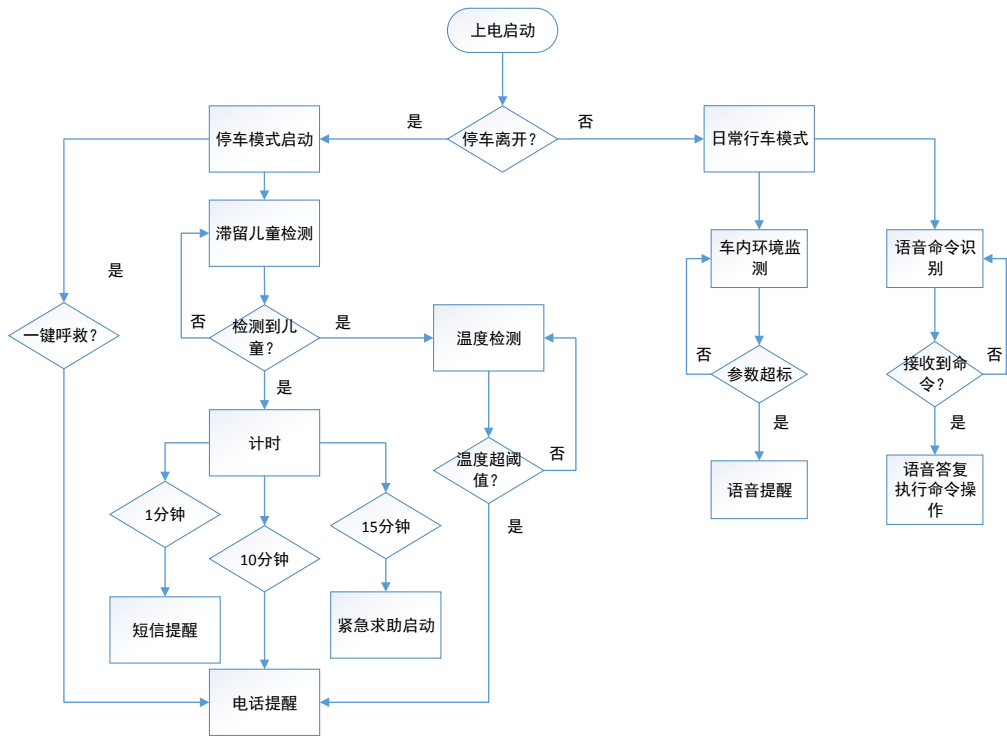 上电启动
停车离开？
是
否
停车模式启动
日常行车模式
滞留儿童检测
车内环境监
测
语音命令识
别
是
一键呼救？
否
检测到儿
童？
是
温度检测
否
参数超标
接收到命
令？
否
是
是
是
计时
温度超阈
值？
否
语音提醒
语音答复
执行命令操
作
1分钟
10分钟
15分钟
是
短信提醒
紧急求助启动
电话提醒